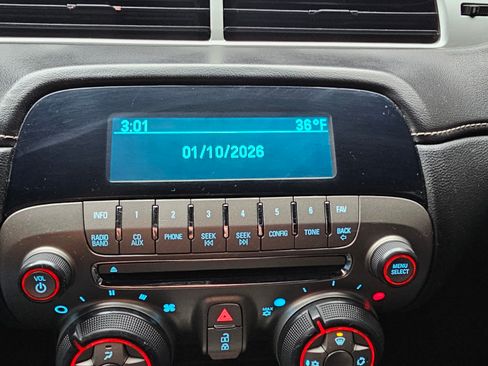 3:01 36°F
01/10/2026
INFO 1 2 3 4 5 6 FAV
RADIO BAND CD AUX PHONE SEEK SEEK CONFIG TONE BACK
VOL
MENU SELECT
MAX